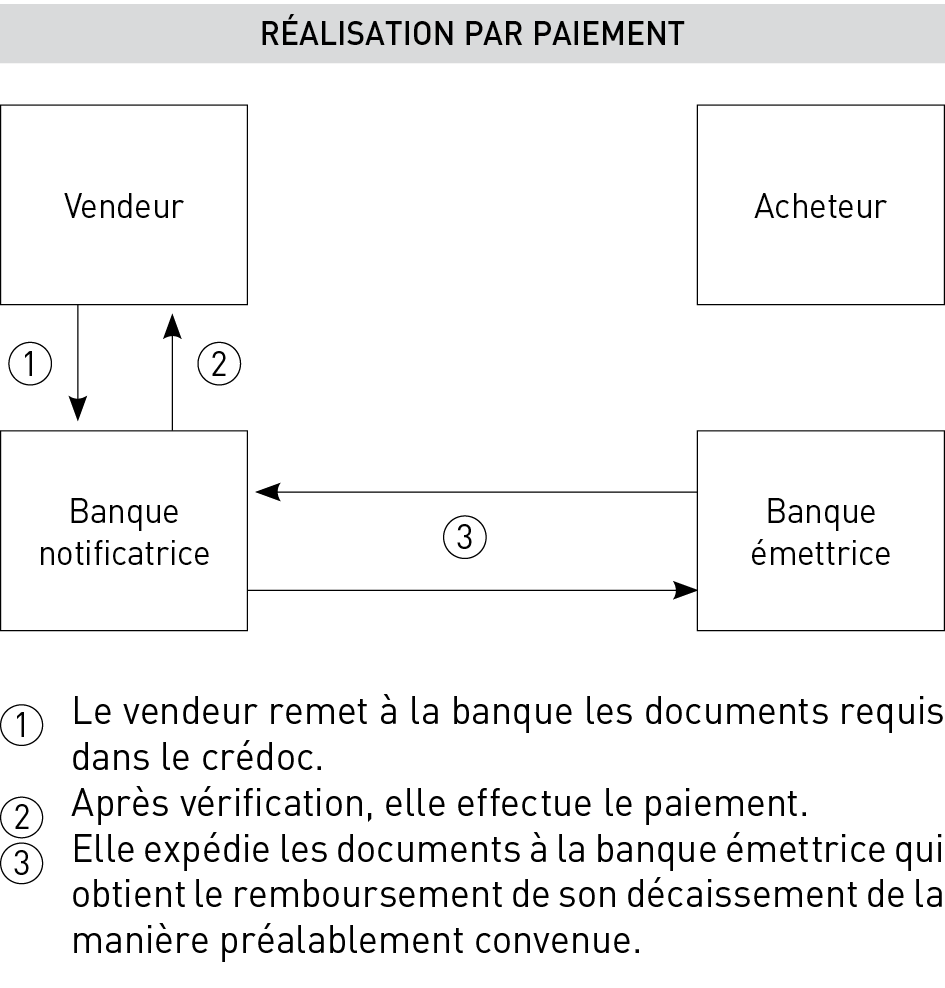 RÉALISATION PAR PAIEMENT
Vendeur
Acheteur
1
2
Banque
notificatrice
3
Banque
émettrice
1 Le vendeur remet à la banque les documents requis
dans le crédoc.
2 Après vérification, elle effectue le paiement.
3 Elle expédie les documents à la banque émettrice qui
obtient le remboursement de son décaissement de la
manière préalablement convenue.